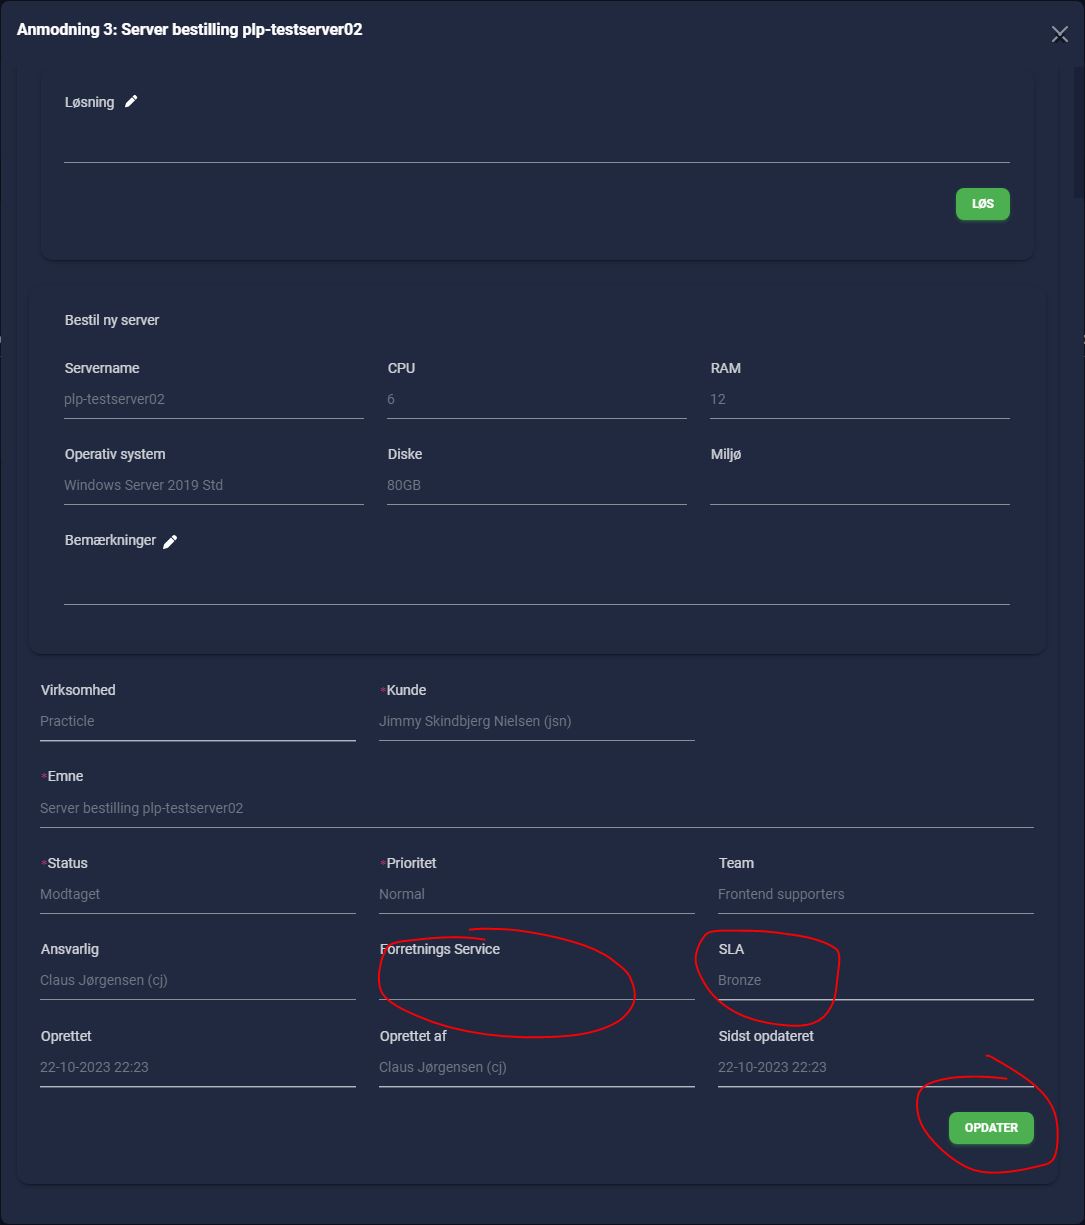 Anmodning 3: Server bestilling plp-testserver02
Løsning
LØS
Bestil ny server
Servername CPU RAM
plp-testserver02 6 12
Operativ system Diske Miljø
Windows Server 2019 Std 80GB
Bemærkninger
Virksomhed *Kunde
Practicle Jimmy Skindbjerg Nielsen (jsn)
*Emne
Server bestilling plp-testserver02
*Status *Prioritet Team
Modtaget Normal Frontend supporters
Ansvarlig Forretnings Service SLA
Claus Jørgensen (cj) Bronze
Oprettet Oprettet af Sidst opdateret
22-10-2023 22:23 Claus Jørgensen (cj) 22-10-2023 22:23
OPDATER